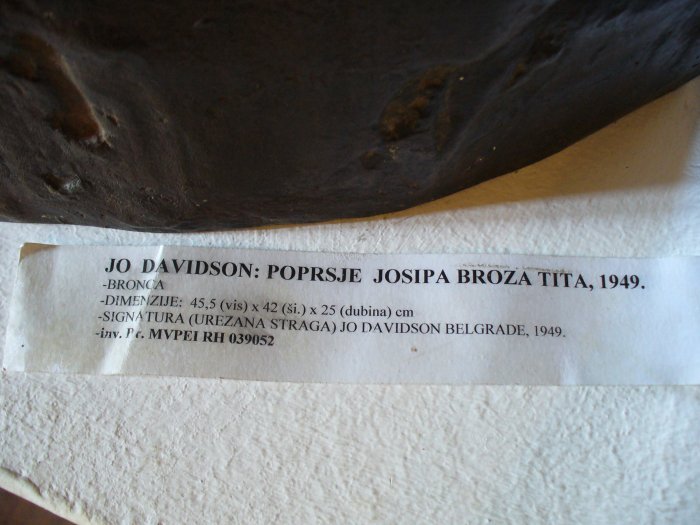 JO DAVIDSON: POPRSJE JOSIPA BROZA TITA, 1949.
-BRONCA
-DIMENZIJE: 45,5 (vis) x 42 (ši.) x 25 (dubina) cm
-SIGNATURA (UREZANA STRAGA) JO DAVIDSON BELGRADE, 1949.
-inv. MVPEI RH 039052